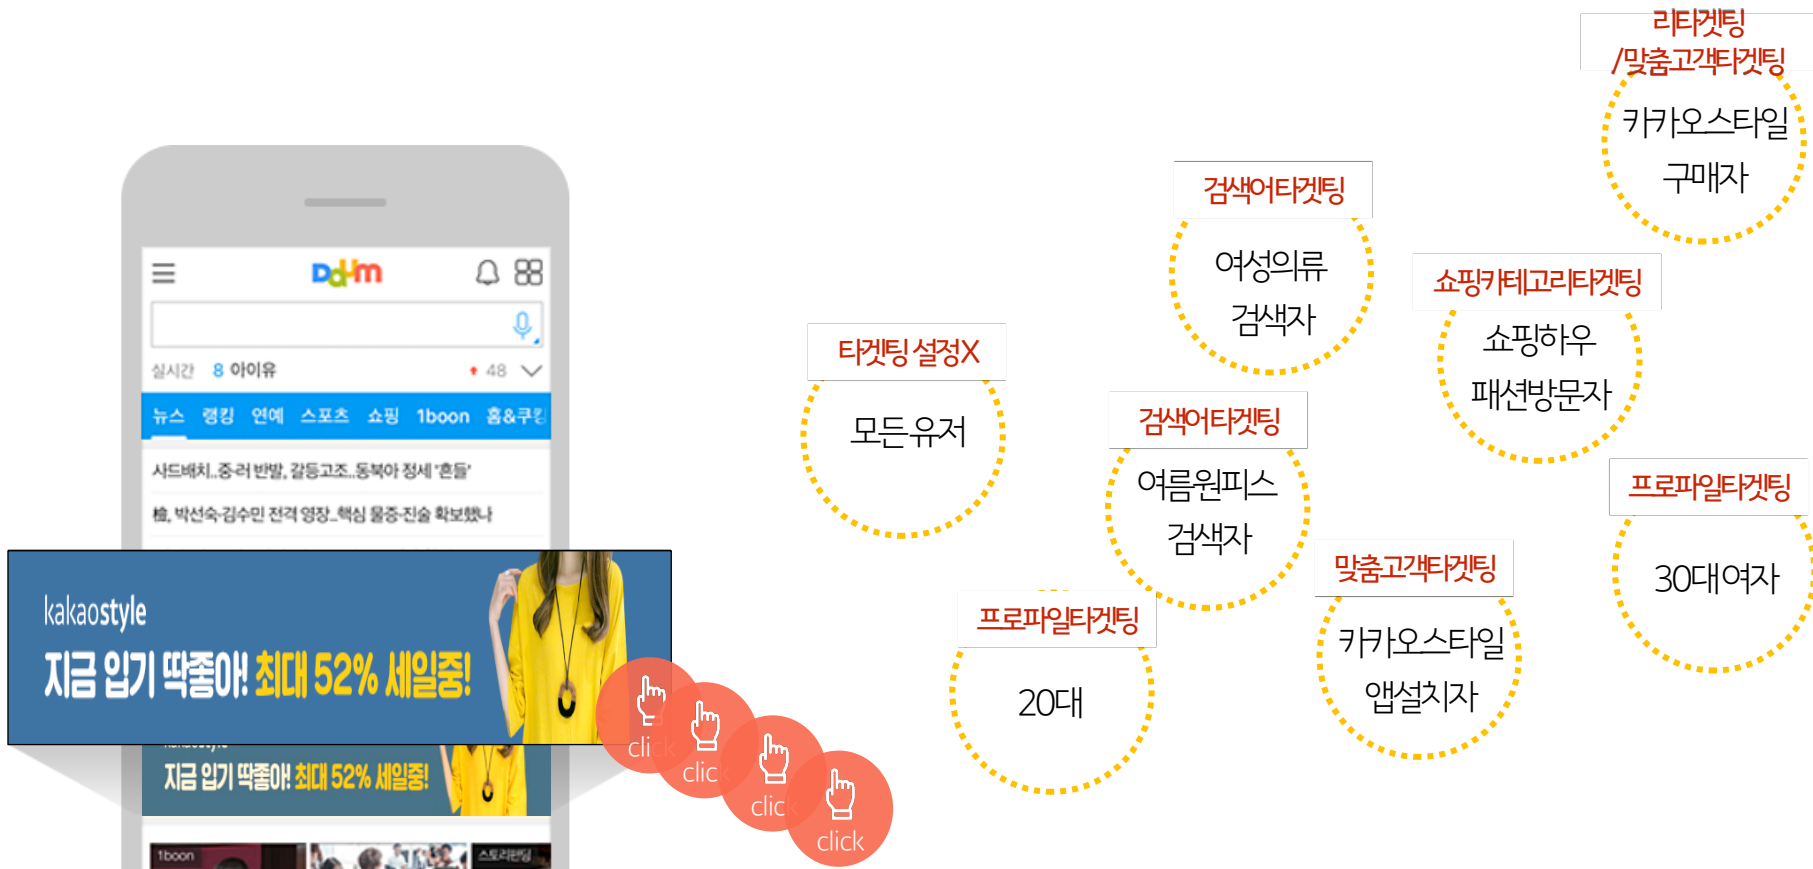 Daum
실시간 8 아이유 48
뉴스 랭킹 연예 스포츠 쇼핑 1boon 홈&쿠킹
사드배치..중·러 반발, 갈등고조..동북아 정세 "흔들"
檢, 박선숙·김수민 전격 영장..핵심 물증·진술 확보했나
kakaostyle
지금 입기 딱좋아! 최대 52% 세일중!
kakaostyle
지금 입기 딱좋아! 최대 52% 세일중!
1boon
스토리펀딩
click
click
click
click
타겟팅 설정X
모든 유저
검색어 타겟팅
여성의류
검색자
검색어 타겟팅
여름원피스
검색자
프로파일타겟팅
20대
리타겟팅
/맞춤고객타겟팅
카카오스타일
구매자
쇼핑카테고리타겟팅
쇼핑하우
패션방문자
맞춤고객타겟팅
카카오스타일
앱설치자
프로파일타겟팅
30대 여자